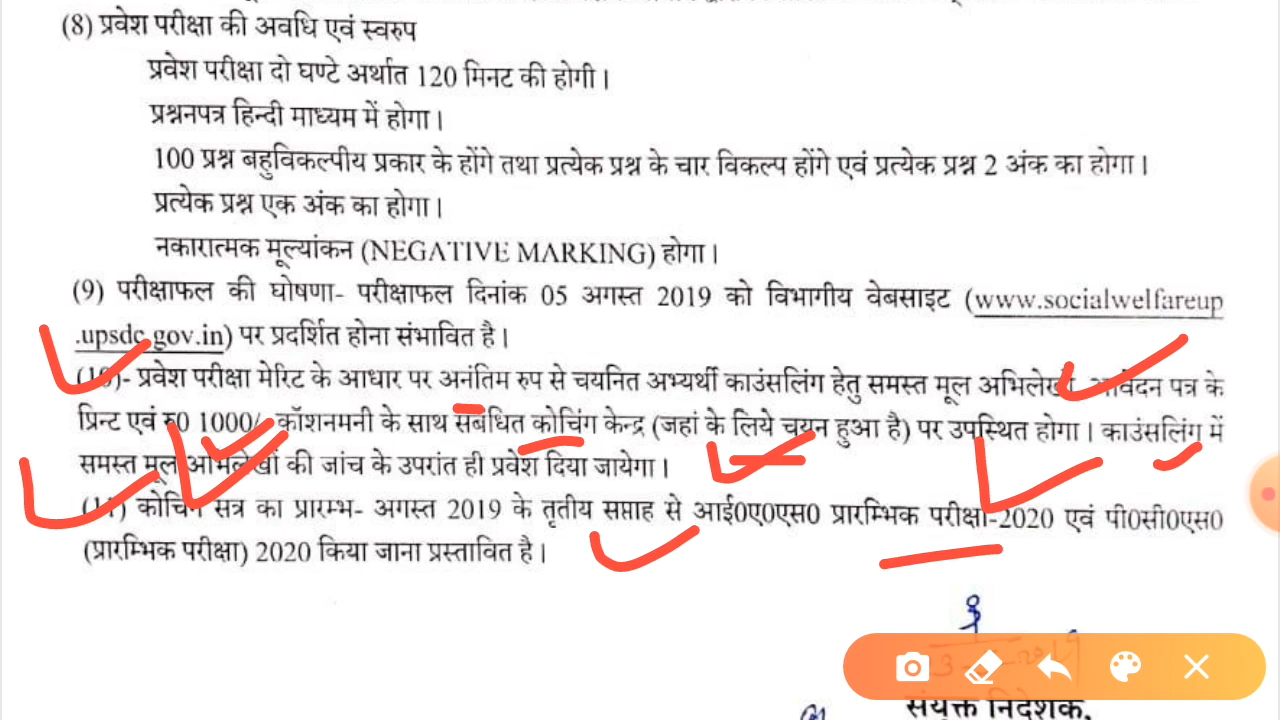 (8) प्रवेश परीक्षा की अवधि एवं स्वरुप
प्रवेश परीक्षा दो घण्टे अर्थात 120 मिनट की होगी।
प्रश्ननपत्र हिन्दी माध्यम में होगा।
100 प्रश्न बहुविकल्पीय प्रकार के होंगे तथा प्रत्येक प्रश्न के चार विकल्प होंगे एवं प्रत्येक प्रश्न 2 अंक का होगा।
प्रत्येक प्रश्न एक अंक का होगा।
नकारात्मक मूल्यांकन (NEGATIVE MARKING) होगा।
(9) परीक्षाफल की घोषणा- परीक्षाफल दिनांक 05 अगस्त 2019 को विभागीय वेबसाइट (www.socialwelfareup
.upsdc.gov.in) पर प्रदर्शित होना संभावित है।
(10)- प्रवेश परीक्षा मेरिट के आधार पर अनंतिम रुप से चयनित अभ्यर्थी काउंसलिंग हेतु समस्त मूल अभिलेखों, आवेदन पत्र के
प्रिन्ट एवं रु0 1000/- कॉशनमनी के साथ संबंधित कोचिंग केन्द्र (जहां के लिये चयन हुआ है) पर उपस्थित होगा। काउंसलिंग में
समस्त मूल अभिलेखों की जांच के उपरांत ही प्रवेश दिया जायेगा।
(11) कोचिंग सत्र का प्रारम्भ- अगस्त 2019 के तृतीय सप्ताह से आई0ए0एस0 प्रारम्भिक परीक्षा-2020 एवं पी0सी0एस0
(प्रारम्भिक परीक्षा) 2020 किया जाना प्रस्तावित है।
संयुक्त निदेशक,